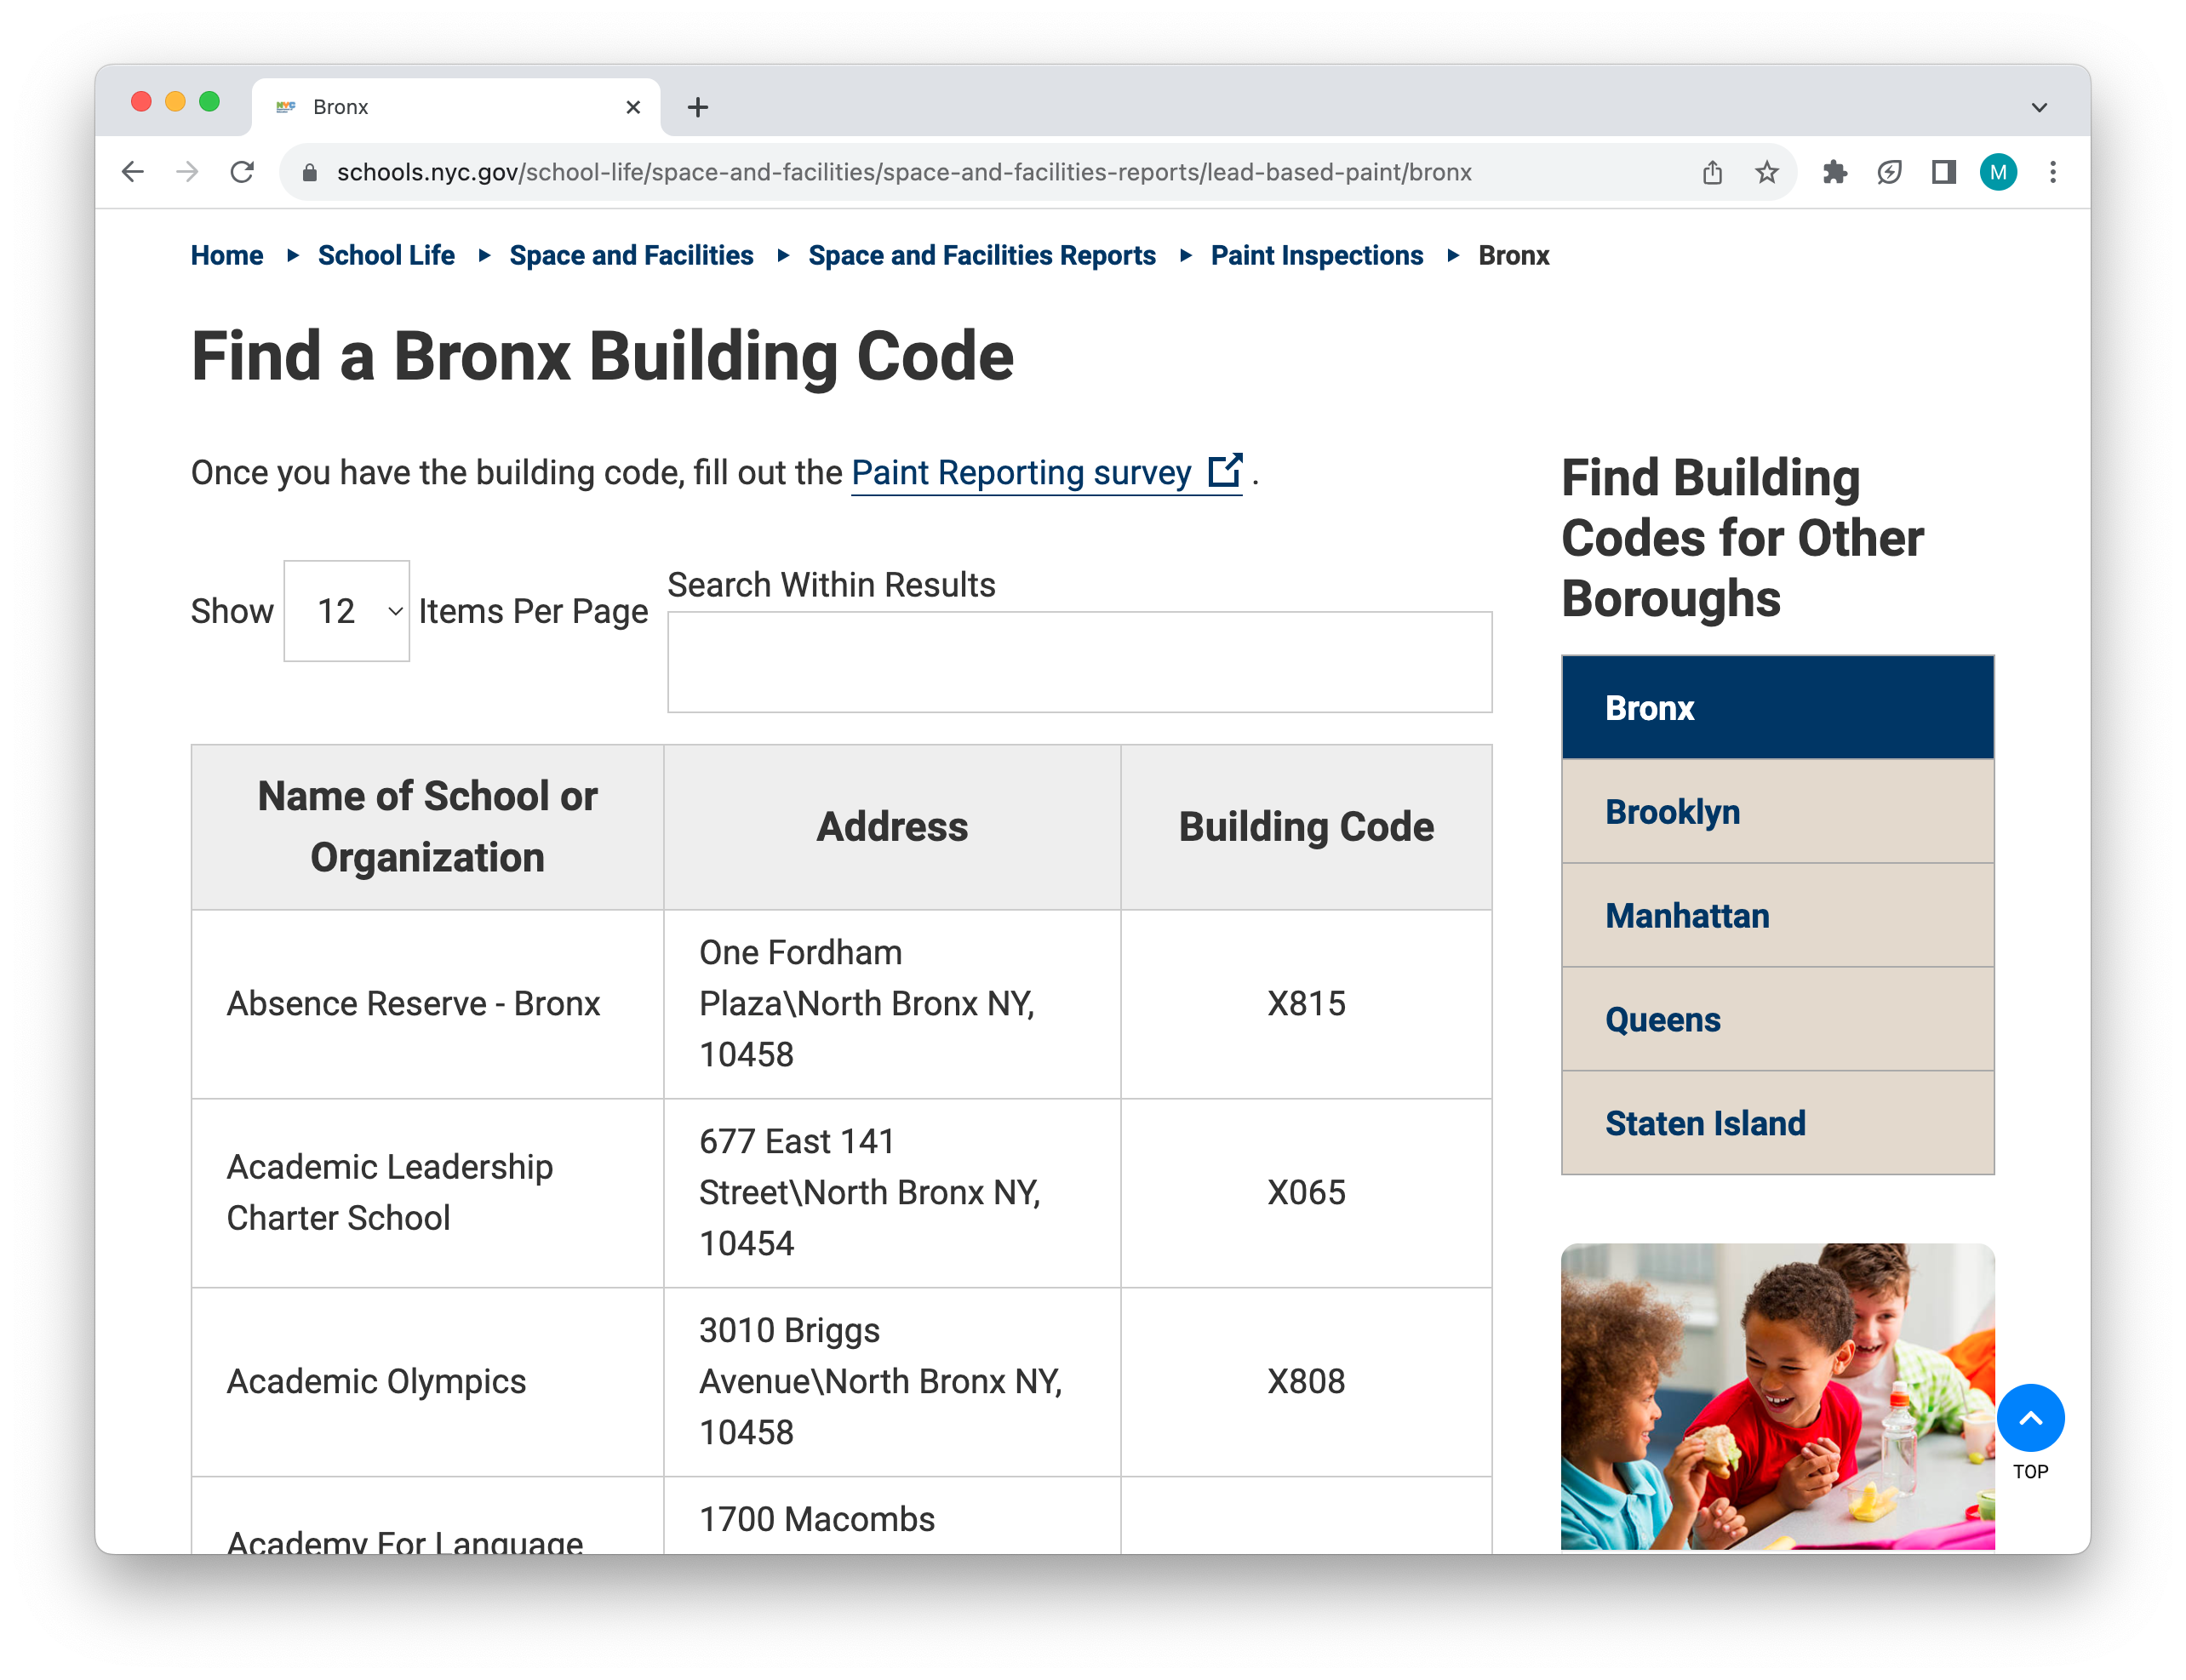 NYC
Bronx
schools.nyc.gov/school-life/space-and-facilities/space-and-facilities-reports/lead-based-paint/bronx
M
Home School Life Space and Facilities Space and Facilities Reports Paint Inspections Bronx
Find a Bronx Building Code
Once you have the building code, fill out the Paint Reporting survey .
Show 12 Items Per Page
Search Within Results
Name of School or
Organization
Address
Building Code
Absence Reserve - Bronx
One Fordham
Plaza\North Bronx NY,
10458
X815
Academic Leadership
Charter School
677 East 141
Street\North Bronx NY,
10454
X065
Academic Olympics
3010 Briggs
Avenue\North Bronx NY,
10458
X808
Academy For Language
1700 Macombs
Find Building
Codes for Other
Boroughs
Bronx
Brooklyn
Manhattan
Queens
Staten Island
TOP